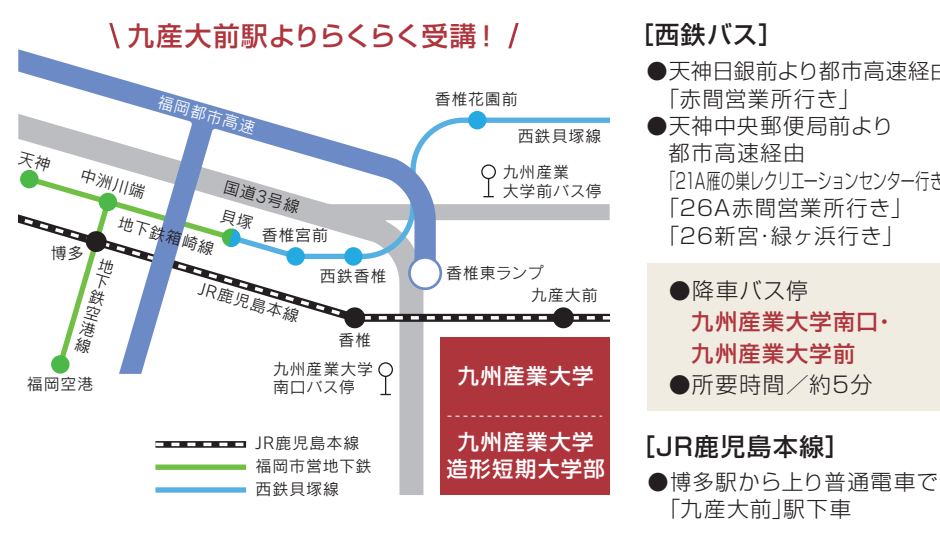 \ 九産大前駅よりらくらく受講！ /
福岡都市高速
香椎花園前
西鉄貝塚線
九州産業
大学前バス停
天神
中洲川端
国道3号線
貝塚
香椎宮前
地下鉄箱崎線
博多
西鉄香椎
香椎東ランプ
地下鉄空港線
JR鹿児島本線
九産大前
香椎
福岡空港
九州産業大学
南口バス停
九州産業大学
九州産業大学
造形短期大学部
JR鹿児島本線
福岡市営地下鉄
西鉄貝塚線
[西鉄バス]
●天神日銀前より都市高速経由
「赤間営業所行き」
●天神中央郵便局前より
都市高速経由
「21A雁の巣レクリエーションセンター行き
「26A赤間営業所行き」
「26新宮･緑ヶ浜行き」
●降車バス停
九州産業大学南口・
九州産業大学前
●所要時間／約5分
[JR鹿児島本線]
●博多駅から上り普通電車で
「九産大前」駅下車